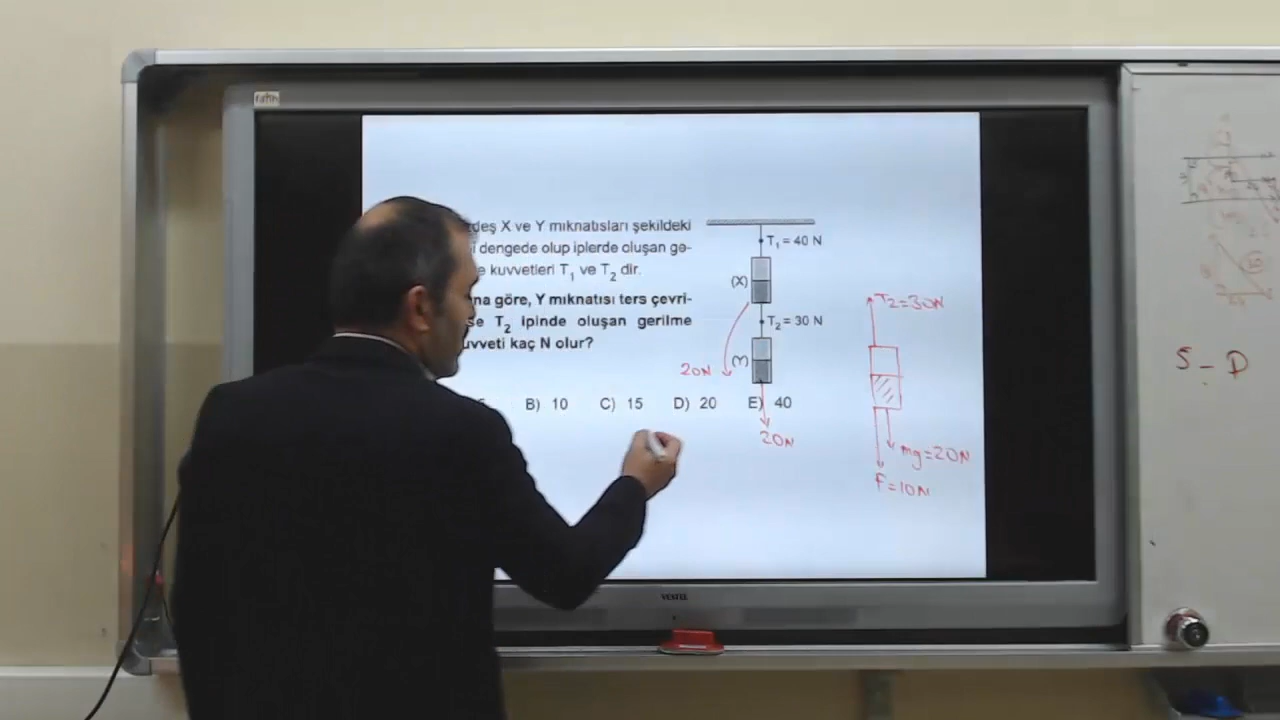 deş X ve Y mıknatısları şekildeki
i dengede olup iplerde oluşan ge-
e kuvvetleri T1 ve T2 dir.
na göre, Y mıknatısı ters çevri-
se T2 ipinde oluşan gerilme
uvveti kaç N olur?
B) 10 C) 15 D) 20 E) 40
T1 = 40 N
(X)
T2 = 30 N
(Y)
20N
20N
T2=30N
mg=20N
F=10N
S - D
VESTEL